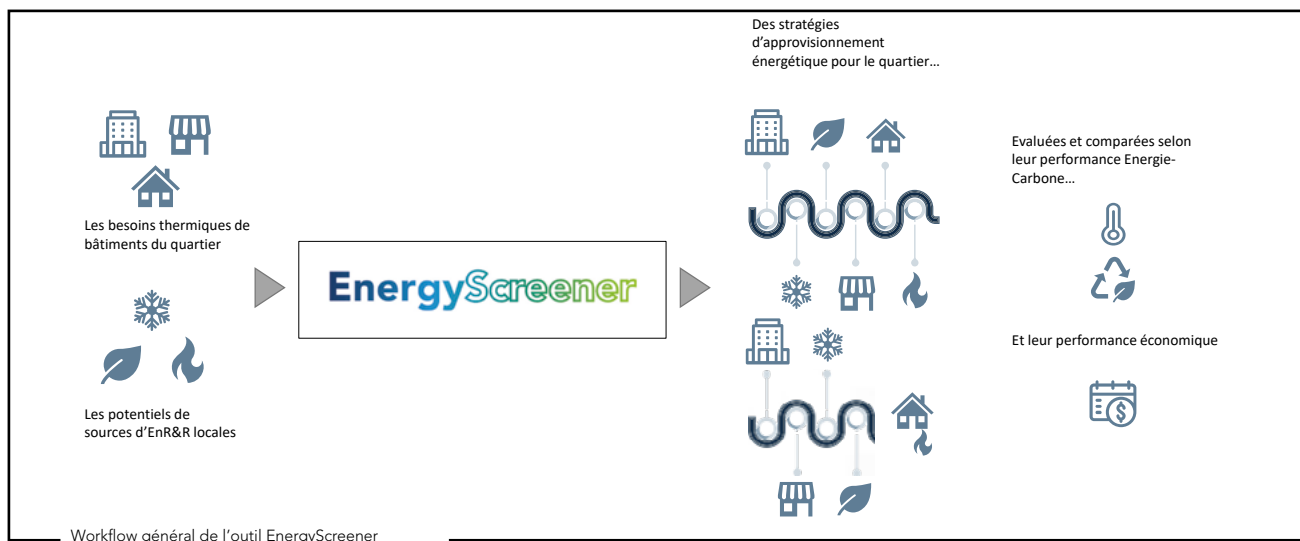 Des stratégies
d'approvisionnement
énergétique pour le quartier…
Evaluées et comparées selon
leur performance Energie-
Carbone…
Les besoins thermiques de
bâtiments du quartier
EnergyScreener
Et leur performance économique
$
Les potentiels de
sources d'EnR&R locales
Workflow général de l'outil EnergyScreener